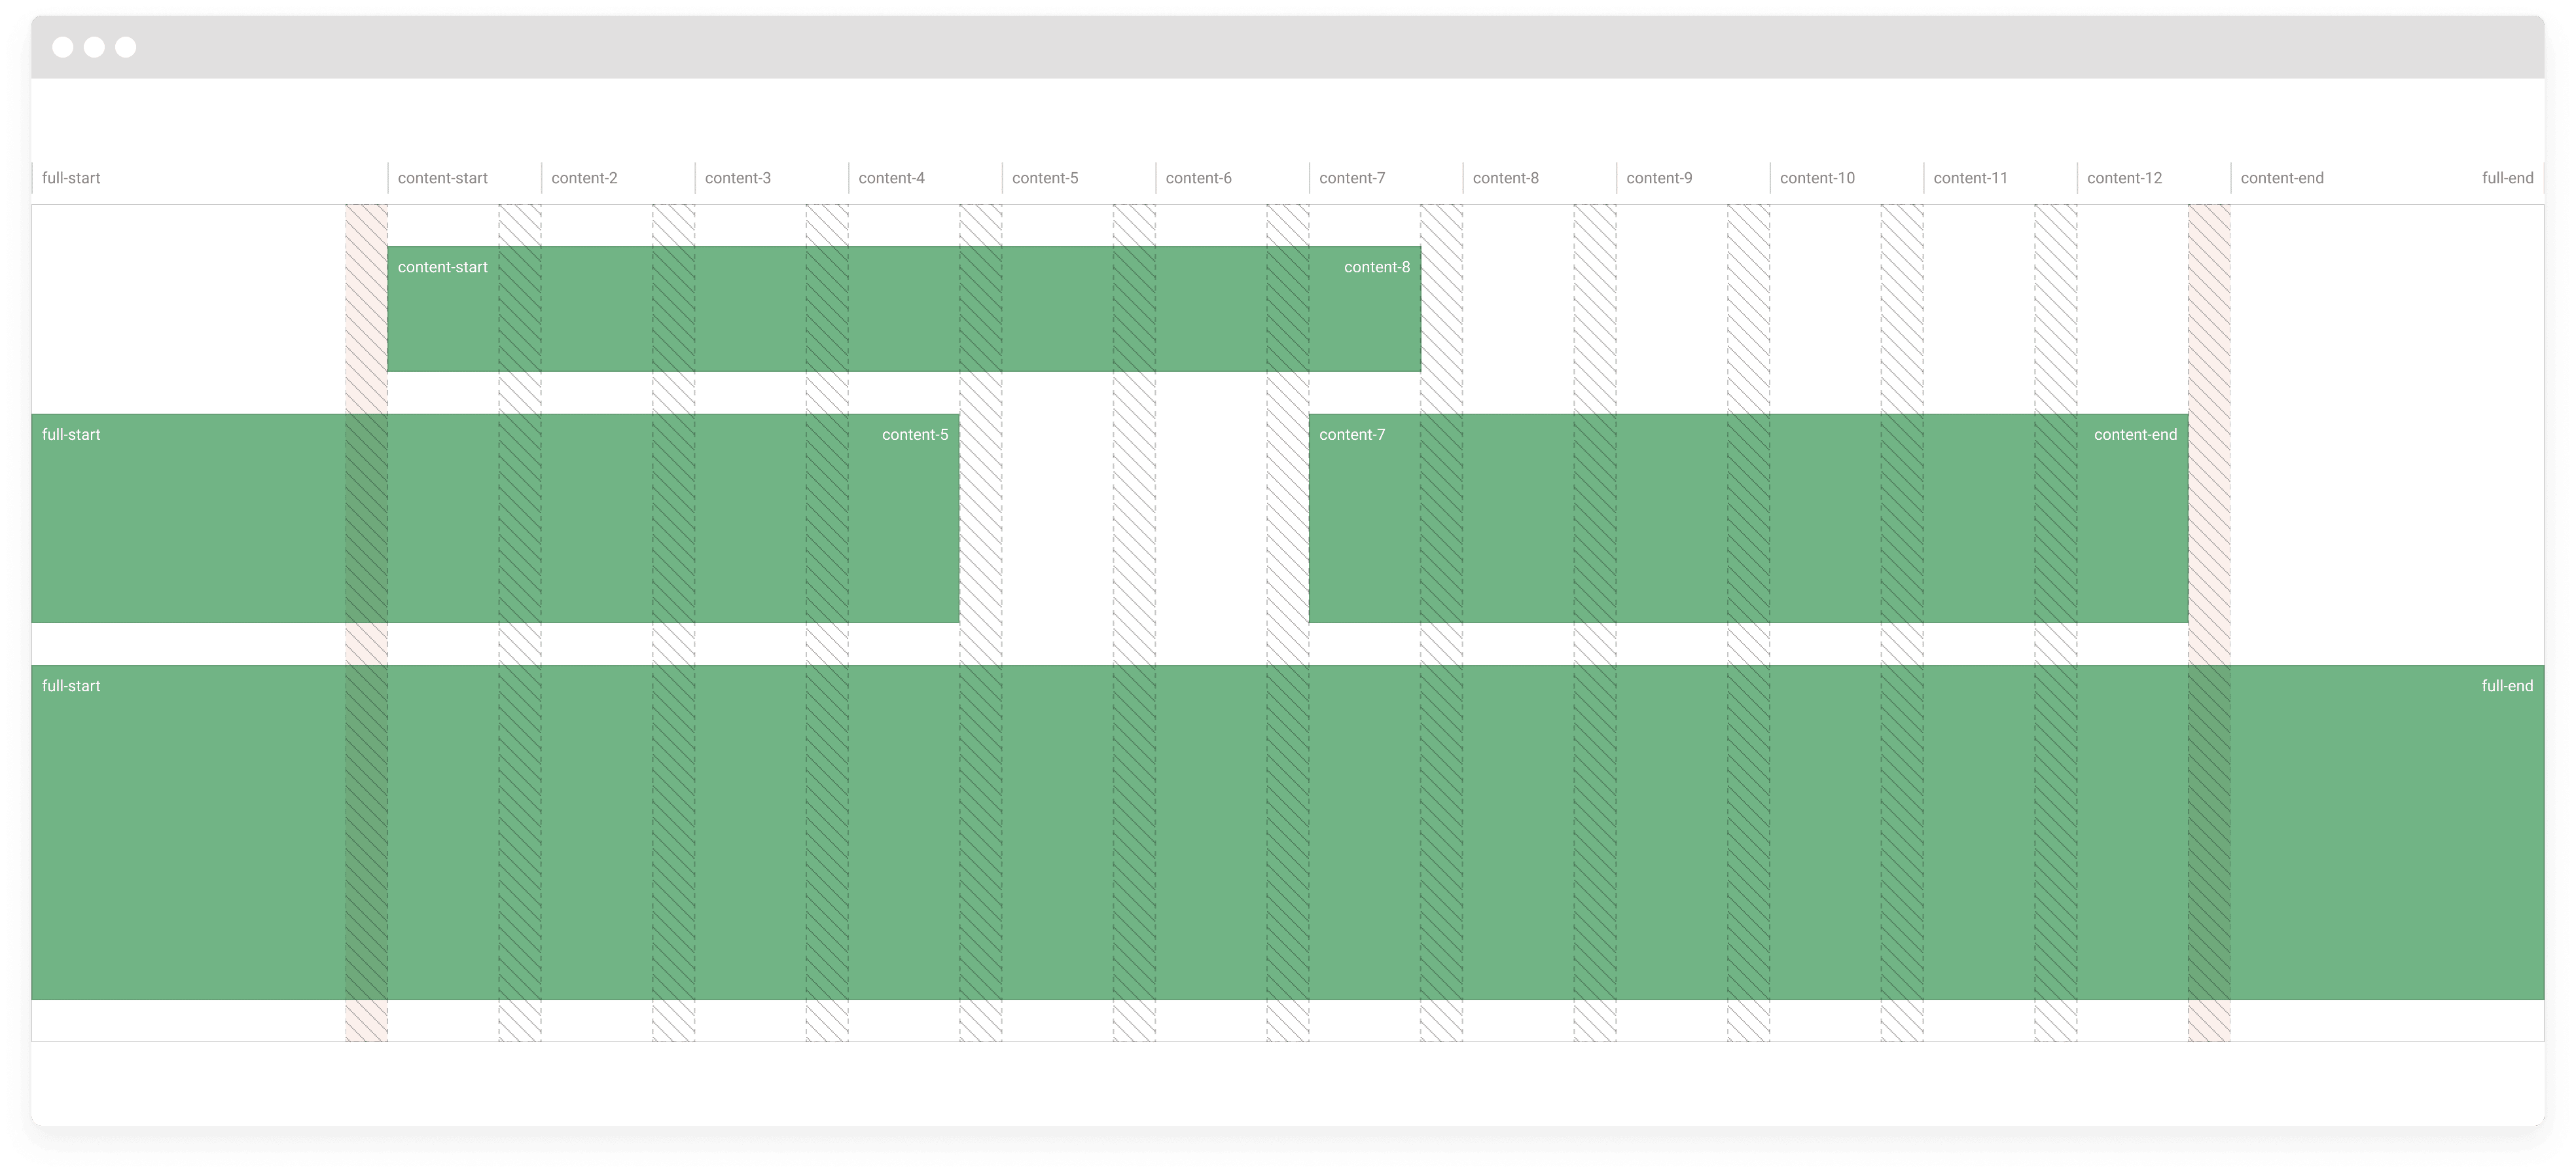 full-start content-start content-2 content-3 content-4 content-5 content-6 content-7 content-8 content-9 content-10 content-11 content-12 content-end full-end
content-start content-8
full-start content-5 content-7 content-end
full-start full-end